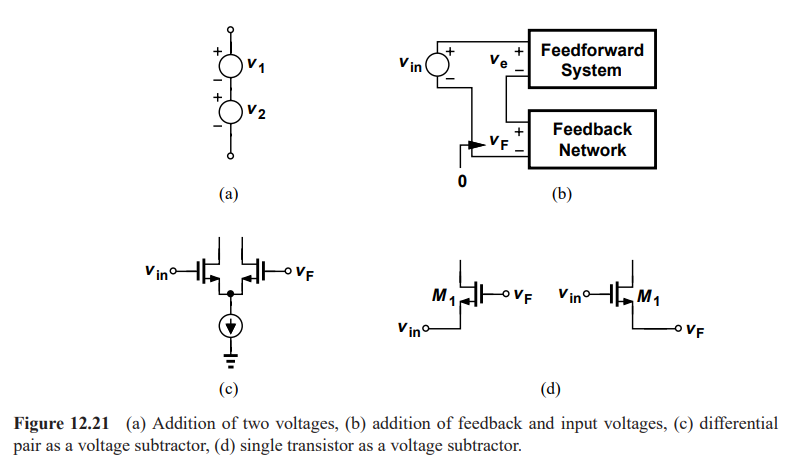 +
V1
−
+
V2
−
(a)
Vin
+
−
Ve
+
−
Feedforward
System
VF
+
−
Feedback
Network
0
(b)
Vin
VF
(c)
M1
VF
Vin
Vin
M1
VF
(d)
Figure 12.21 (a) Addition of two voltages, (b) addition of feedback and input voltages, (c) differential
pair as a voltage subtractor, (d) single transistor as a voltage subtractor.